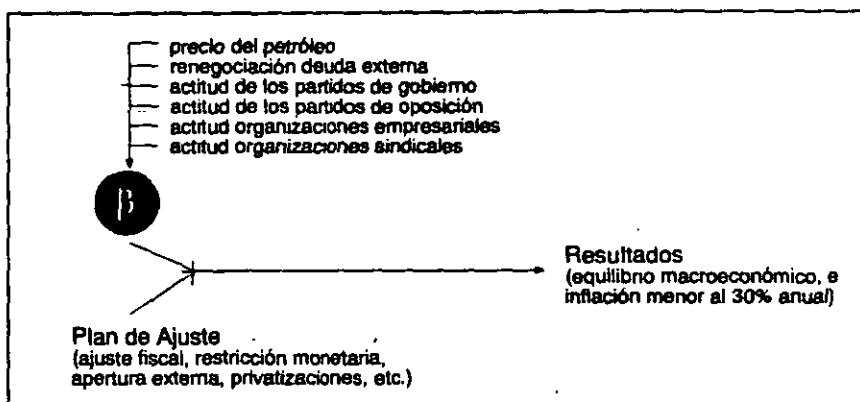 precio del petróleo
renegociación deuda externa
actitud de los partidos de gobierno
actitud de los partidos de oposición
actitud organizaciones empresariales
actitud organizaciones sindicales
β
Resultados
(equilibrio macroeconómico, e
inflación menor al 30% anual)
Plan de Ajuste
(ajuste fiscal, restricción monetaria,
apertura externa, privatizaciones, etc.)